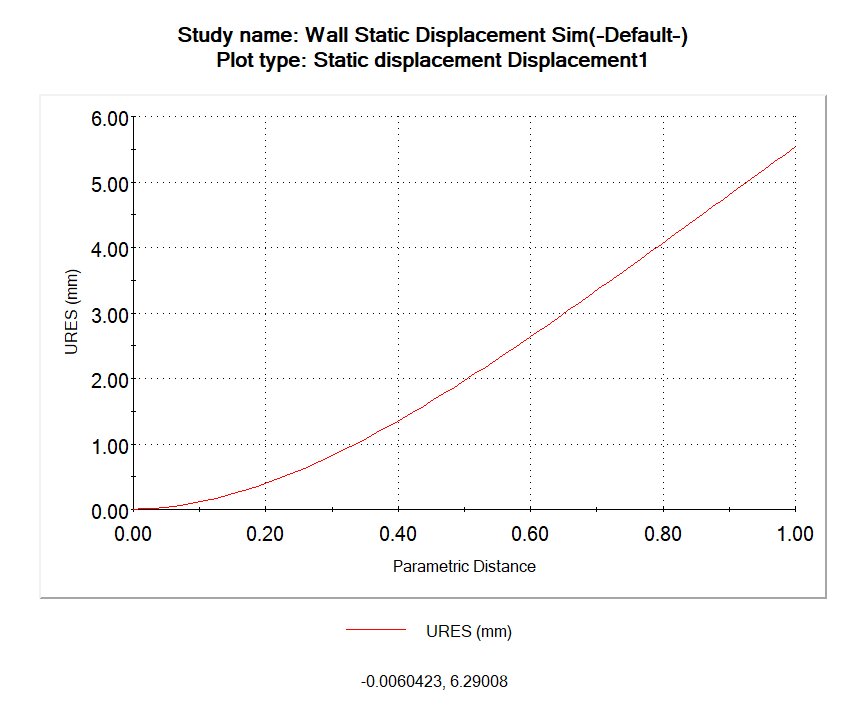 Study name: Wall Static Displacement Sim(-Default-)
Plot type: Static displacement Displacement1
6.00
5.00
4.00
3.00
2.00
1.00
0.00
URES (mm)
0.00 0.20 0.40 0.60 0.80 1.00
Parametric Distance
URES (mm)
-0.0060423, 6.29008